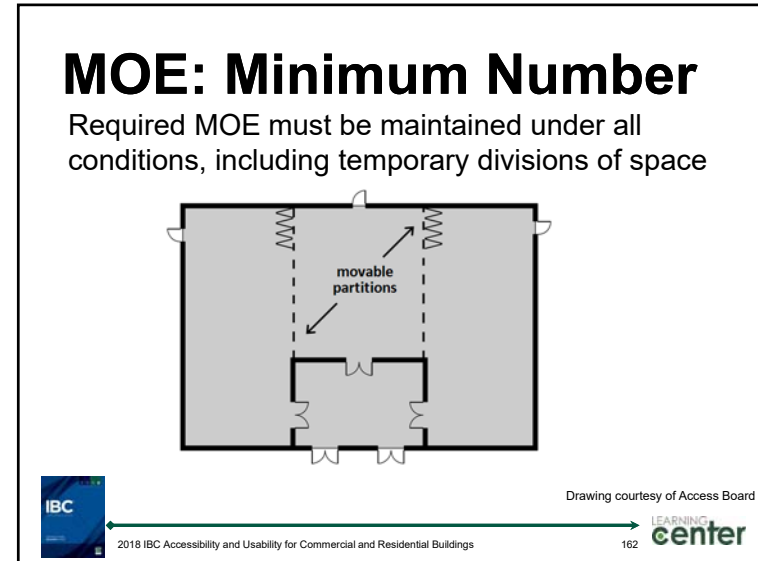 MOE: Minimum Number
Required MOE must be maintained under all
conditions, including temporary divisions of space
movable
partitions
Drawing courtesy of Access Board
IBC
2018 IBC Accessibility and Usability for Commercial and Residential Buildings
162
LEARNING
center